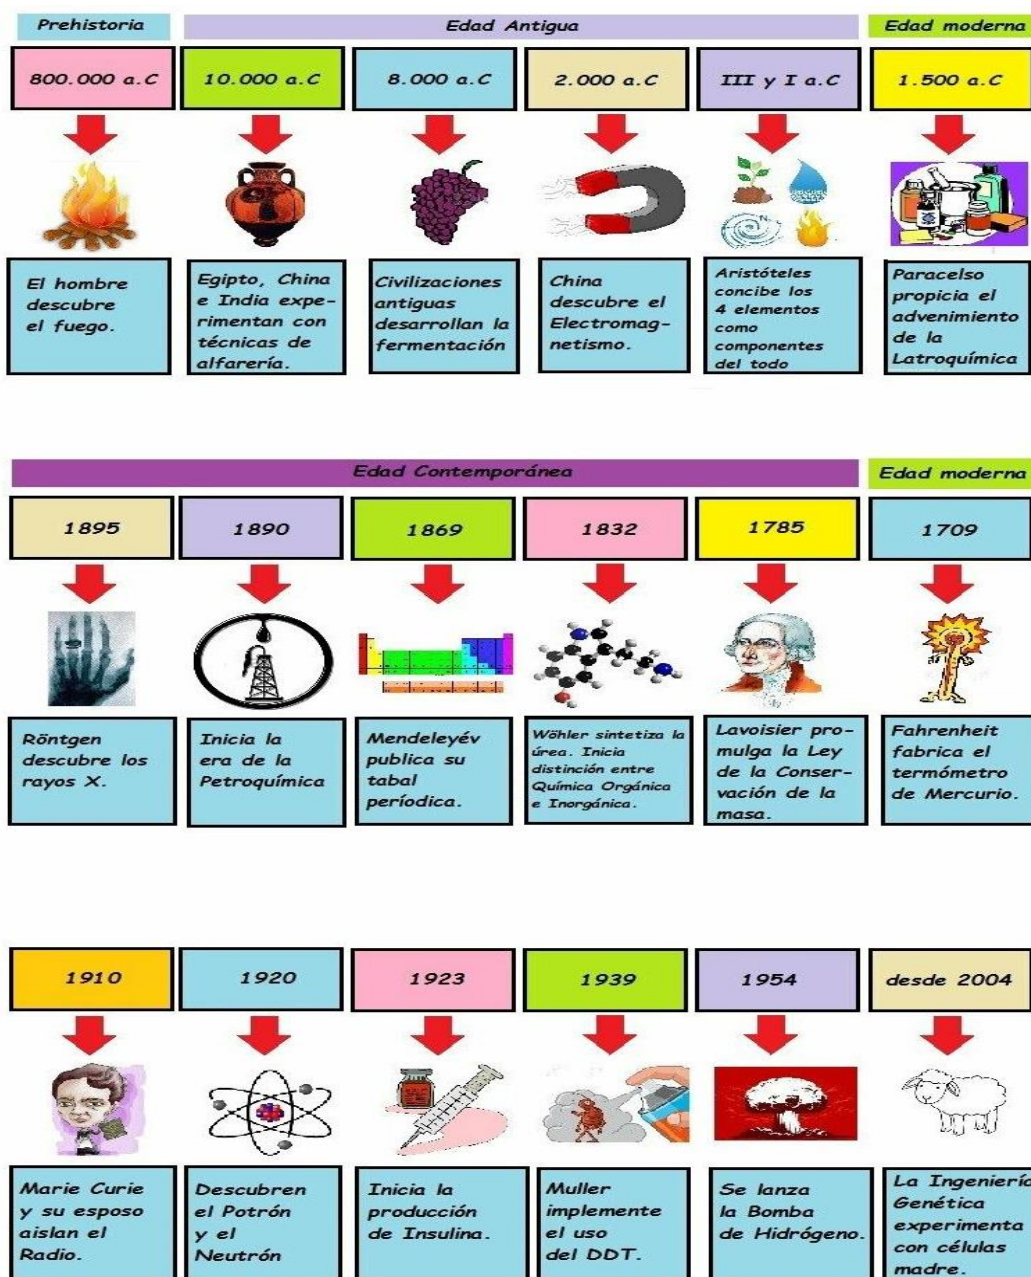 Prehistoria
Edad Antigua
Edad moderna
800.000 a.C
10.000 a.C
8.000 a.C
2.000 a.C
III y I a.C
1.500 a.C
El hombre
descubre
el fuego.
Egipto, China
e India expe-
rimentan con
técnicas de
alfarería.
Civilizaciones
antiguas
desarrollan la
fermentación
China
descubre el
Electromag-
netismo.
Aristóteles
concibe los
4 elementos
como
componentes
del todo
Paracelso
propicia el
advenimiento
de la
Latroquímica
Edad Contemporánea
Edad moderna
1895
1890
1869
1832
1785
1709
Röntgen
descubre los
rayos X.
Inicia la
era de la
Petroquímica
Mendeleyév
publica su
tabal
períodica.
Wöhler sintetiza la
úrea. Inicia
distinción entre
Química Orgánica
e Inorgánica.
Lavoisier pro-
mulga la Ley
de la Conser-
vación de la
masa.
Fahrenheit
fabrica el
termómetro
de Mercurio.
1910
1920
1923
1939
1954
desde 2004
Marie Curie
y su esposo
aislan el
Radio.
Descubren
el Potrón
y el
Neutrón
Inicia la
producción
de Insulina.
Muller
implemente
el uso
del DDT.
Se lanza
la Bomba
de Hidrógeno.
La Ingeniería
Genética
experimenta
con células
madre.